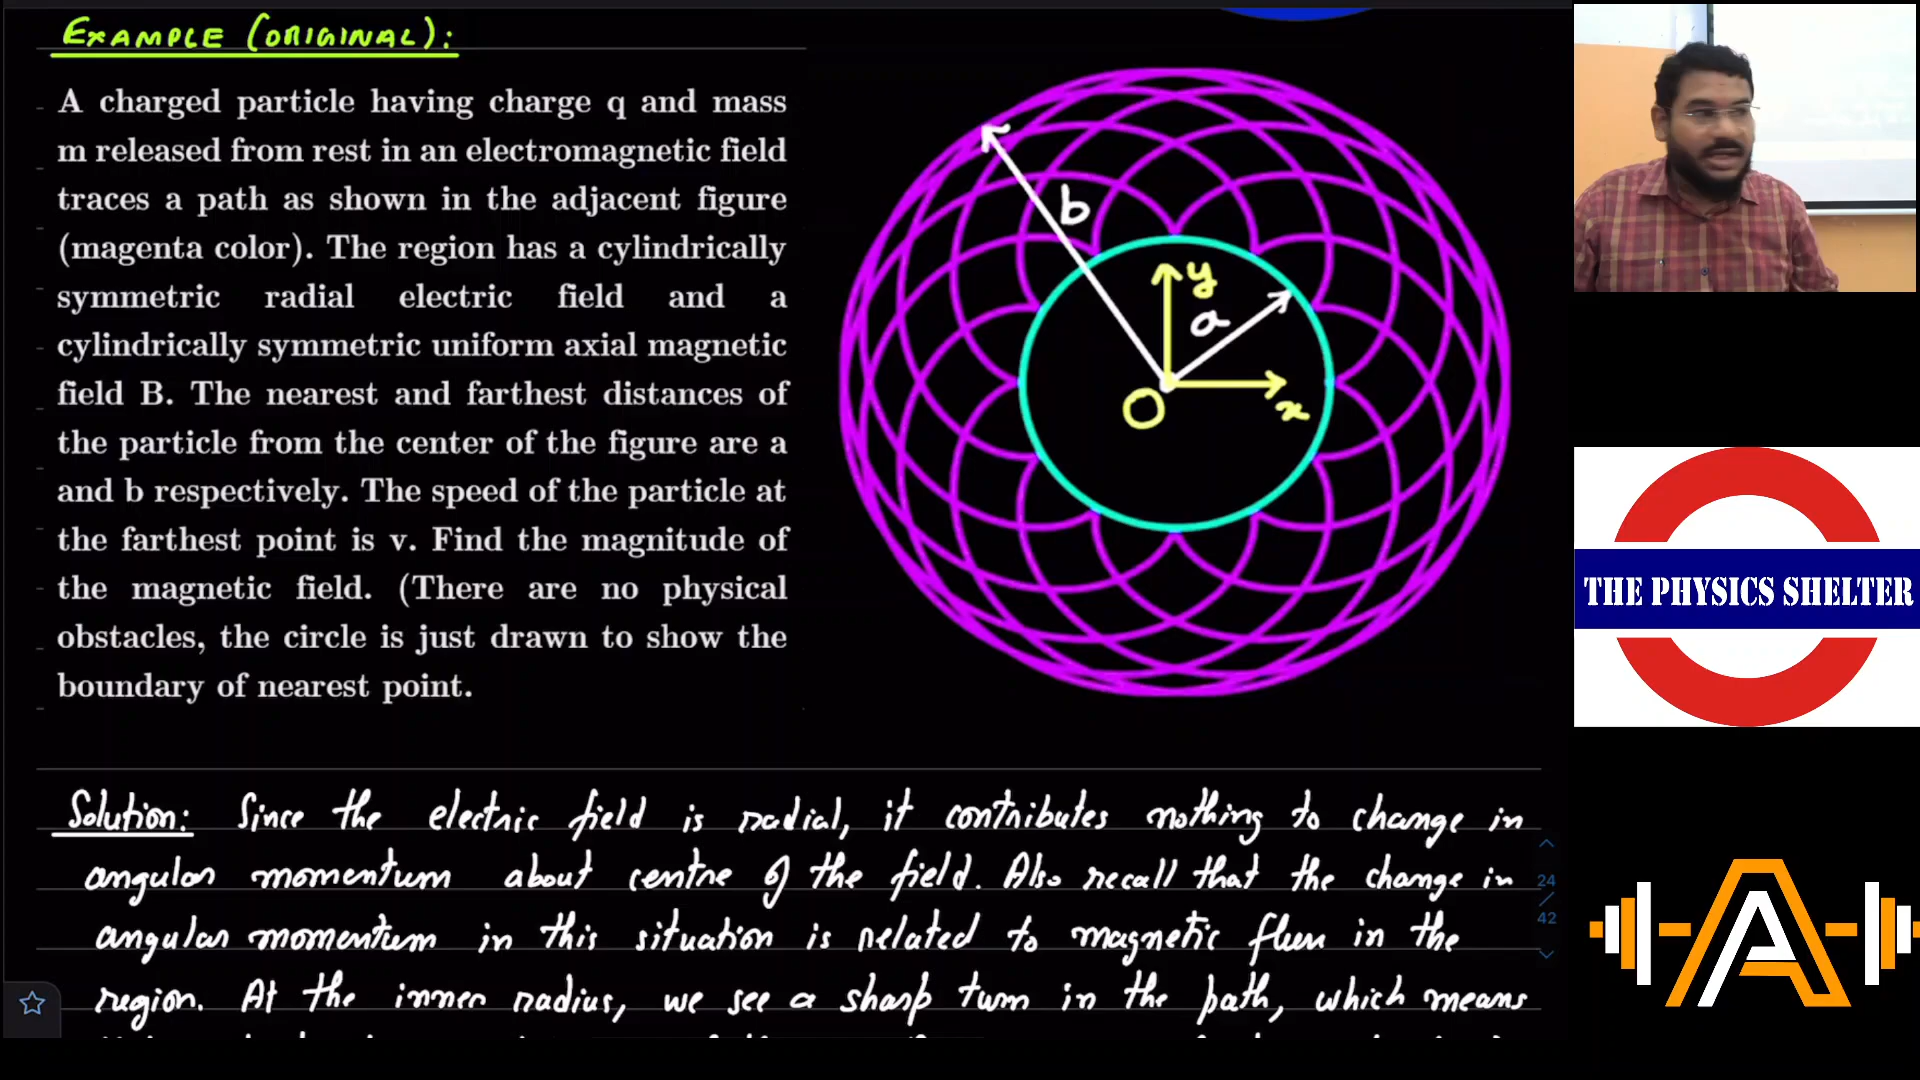 EXAMPLE (ORIGINAL):
A charged particle having charge q and mass
m released from rest in an electromagnetic field
traces a path as shown in the adjacent figure
(magenta color). The region has a cylindrically
symmetric radial electric field and a
cylindrically symmetric uniform axial magnetic
field B. The nearest and farthest distances of
the particle from the center of the figure are a
and b respectively. The speed of the particle at
the farthest point is v. Find the magnitude of
the magnetic field. (There are no physical
obstacles, the circle is just drawn to show the
boundary of nearest point.
b
y
a
O
x
THE PHYSICS SHELTER
Solution: Since the electric field is radial, it contributes nothing to change in
angular momentum about centre of the field. Also recall that the change in
angular momentum in this situation is related to magnetic flux in the
region. At the inner radius, we see a sharp turn in the path, which means
24
42
A